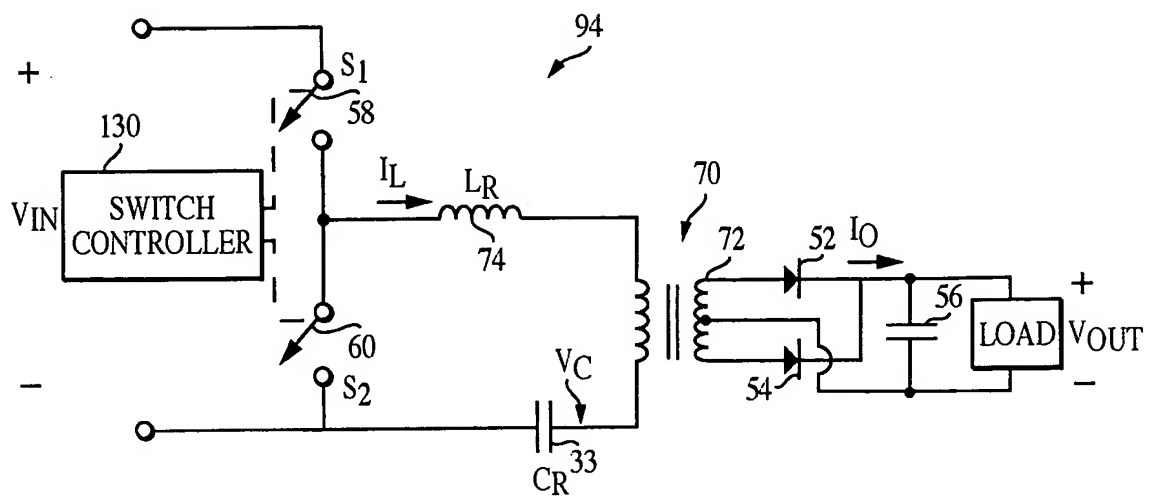 94
+
S1
58
130
VIN
SWITCH
CONTROLLER
IL
LR
74
70
72
52
IO
56
LOAD
+
VOUT
−
54
60
S2
−
VC
33
CR